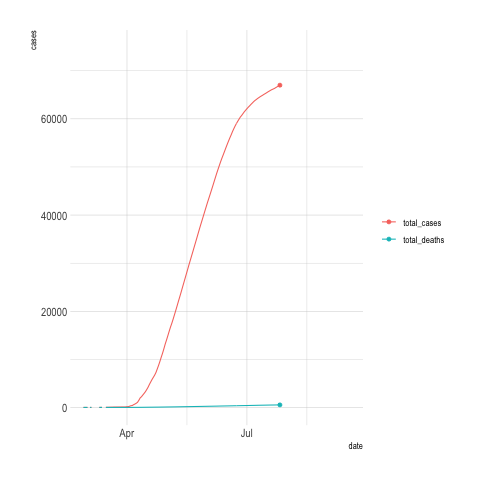 cases
60000
40000
20000
0
Apr
Jul
date
total_cases
total_deaths